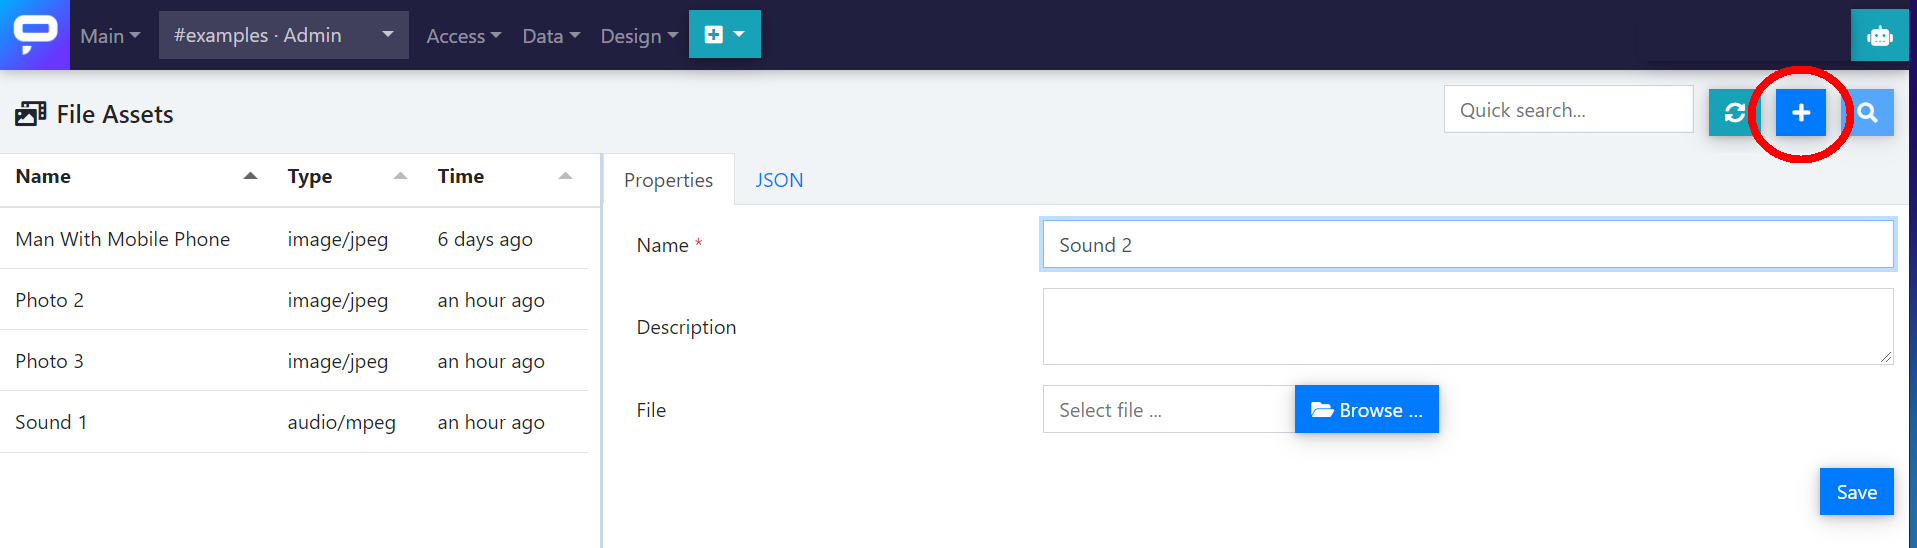 Main #examples · Admin Access Data Design
File Assets Quick search...
Name Type Time
Man With Mobile Phone image/jpeg 6 days ago
Photo 2 image/jpeg an hour ago
Photo 3 image/jpeg an hour ago
Sound 1 audio/mpeg an hour ago
Properties JSON
Name * Sound 2
Description
File Select file ... Browse ...
Save